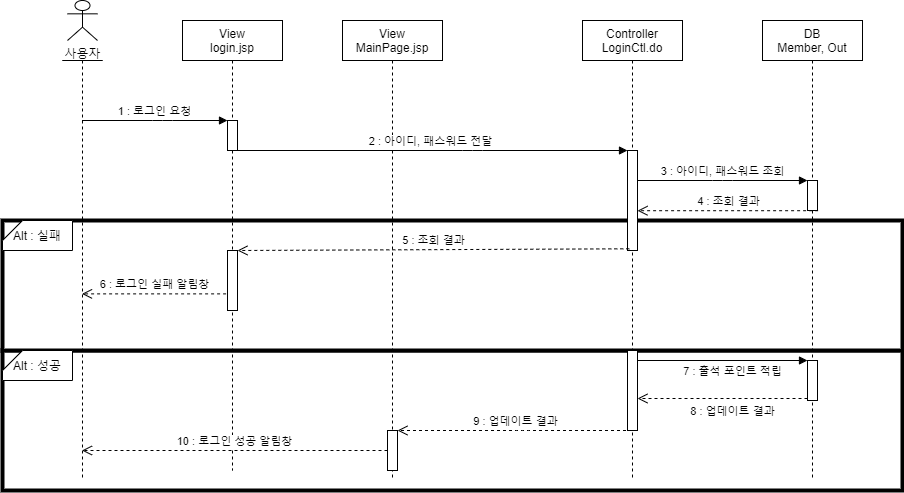 사용자
View
login.jsp
View
MainPage.jsp
Controller
LoginCtl.do
DB
Member, Out
1 : 로그인 요청
2 : 아이디, 패스워드 전달
3 : 아이디, 패스워드 조회
4 : 조회 결과
Alt : 실패
5 : 조회 결과
6 : 로그인 실패 알림창
Alt : 성공
7 : 출석 포인트 적립
8 : 업데이트 결과
9 : 업데이트 결과
10 : 로그인 성공 알림창